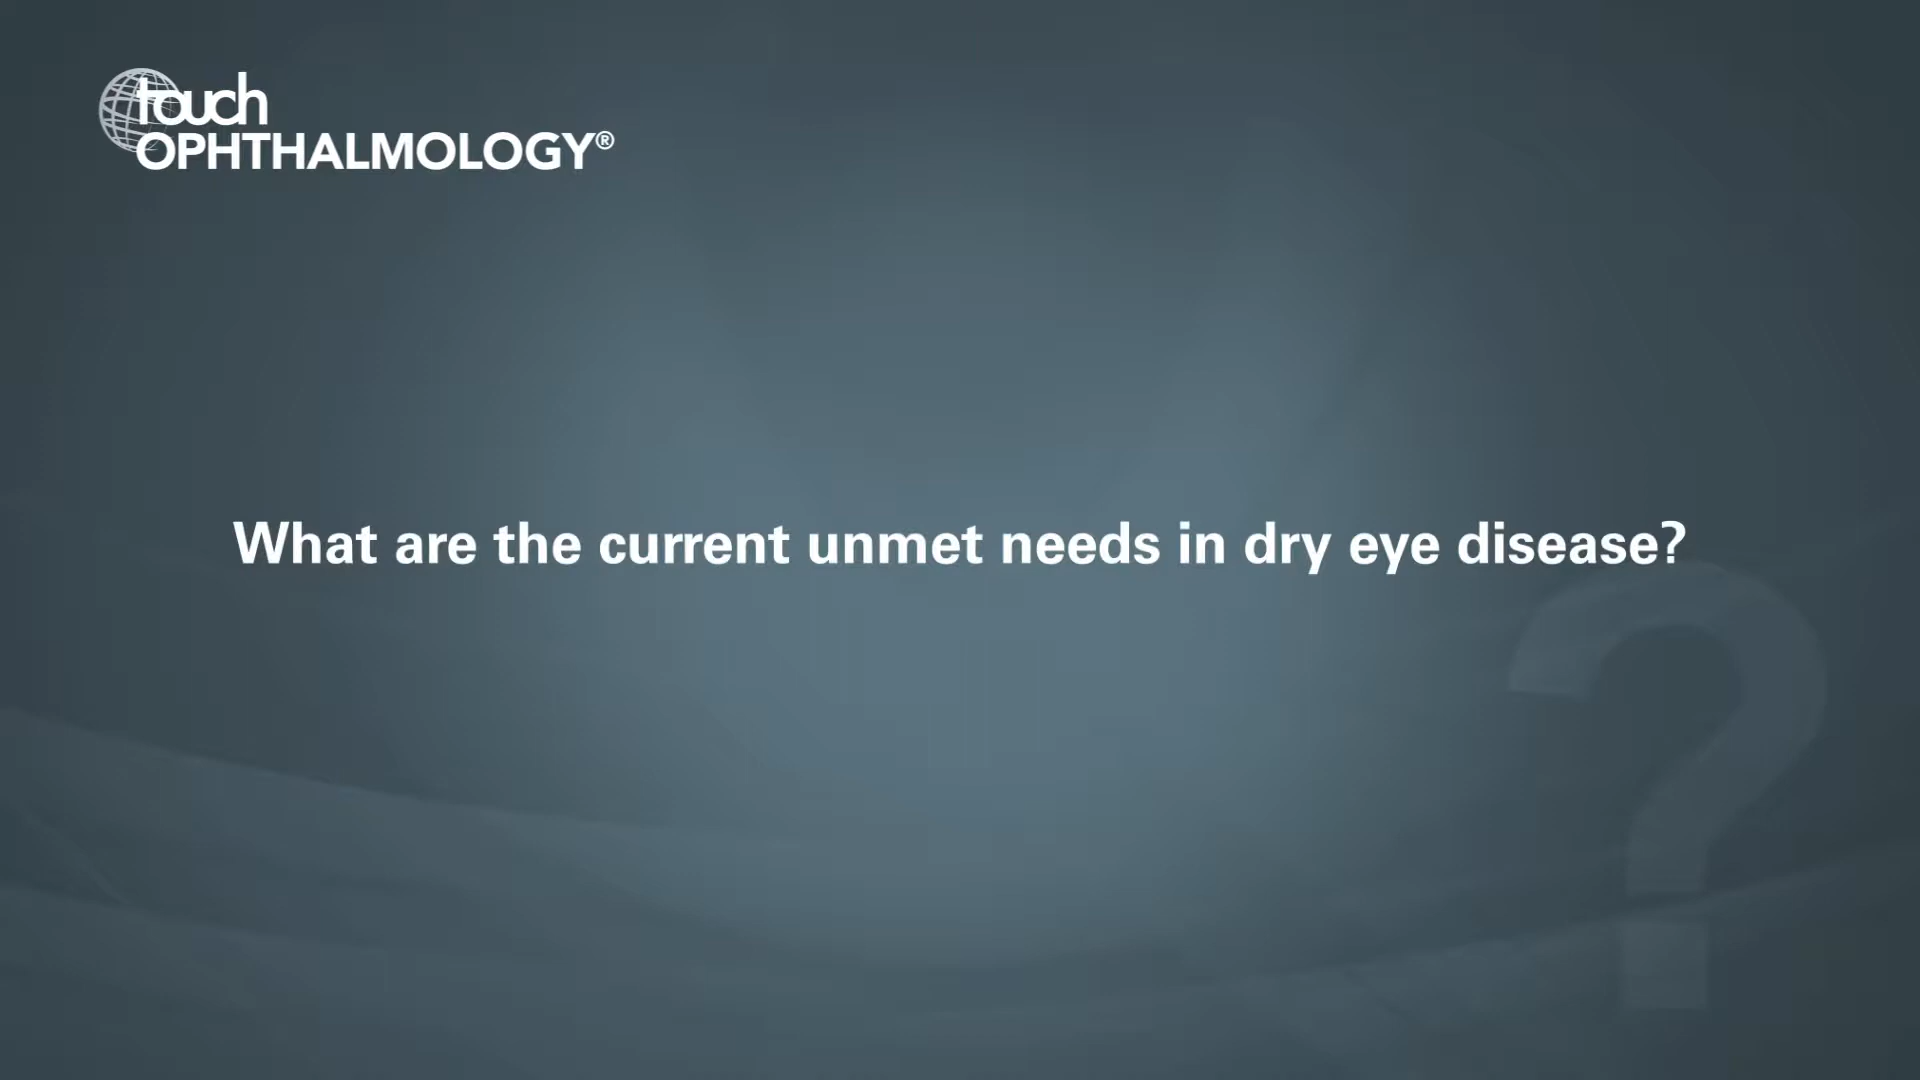 touch
OPHTHALMOLOGY®
What are the current unmet needs in dry eye disease?
?